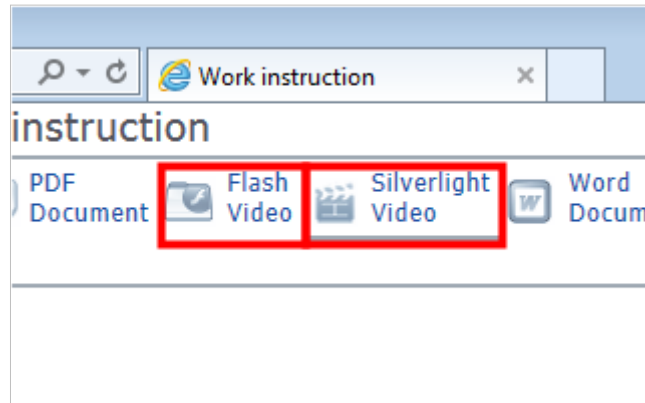 Work instruction
instruction
PDF
Document
Flash
Video
Silverlight
Video
Word
Docum